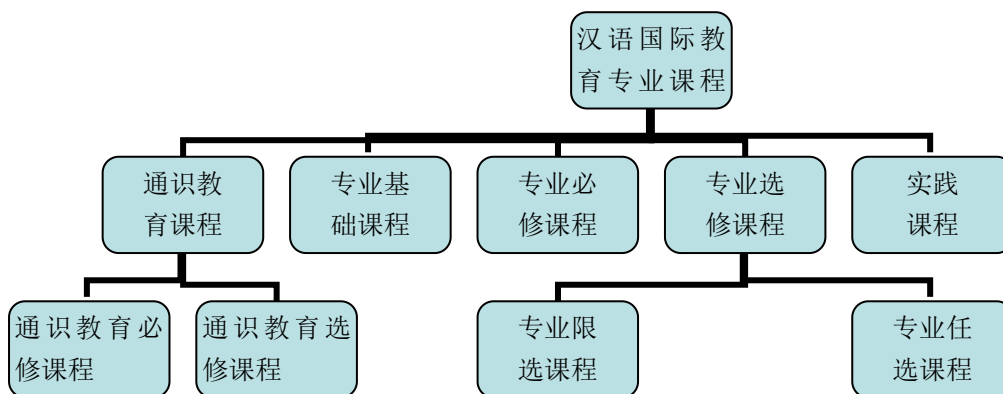 汉语国际教
育专业课程
通识教
育课程
专业基
础课程
专业必
修课程
专业选
修课程
实践
课程
通识教育必
修课程
通识教育选
修课程
专业限
选课程
专业任
选课程